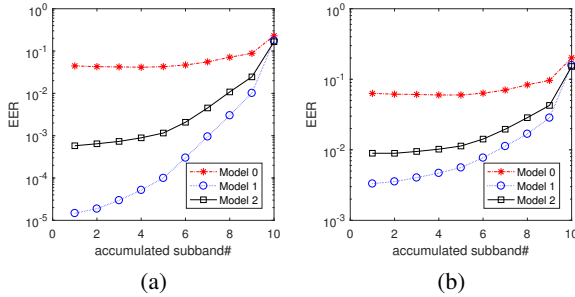 10^0
10^-1
10^-2
10^-3
10^-4
10^-5
EER
0 2 4 6 8 10
accumulated subband#
Model 0
Model 1
Model 2
(a)
10^0
10^-1
10^-2
10^-3
EER
0 2 4 6 8 10
accumulated subband#
Model 0
Model 1
Model 2
(b)